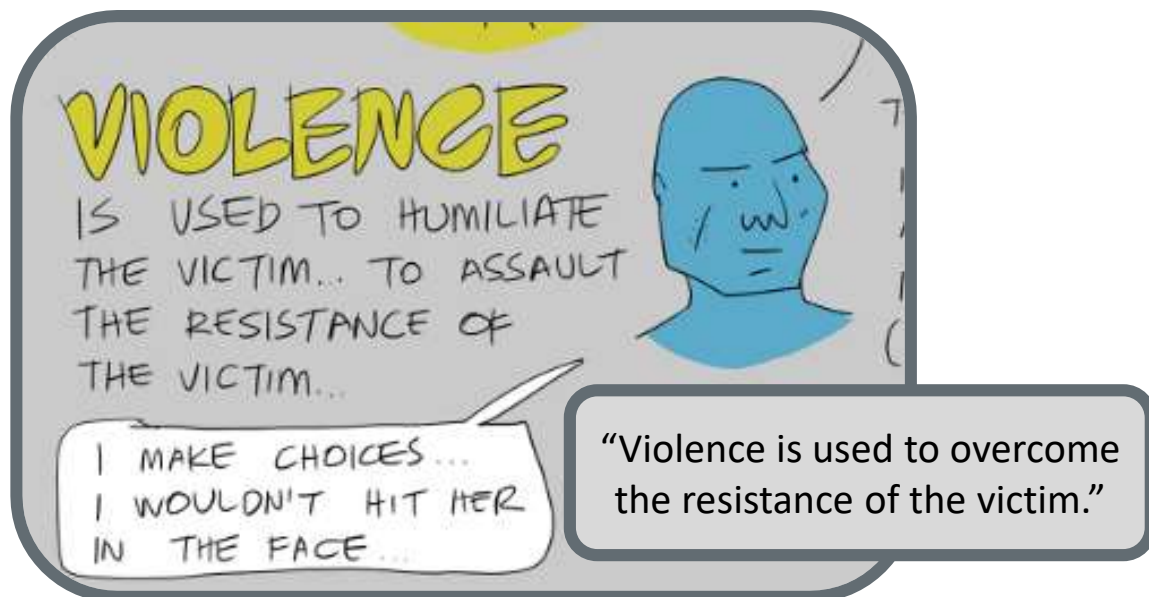 VIOLENCE
IS USED TO HUMILIATE
THE VICTIM... TO ASSAULT
THE RESISTANCE OF
THE VICTIM...
I MAKE CHOICES...
I WOULDN'T HIT HER
IN THE FACE...
“Violence is used to overcome
the resistance of the victim.”